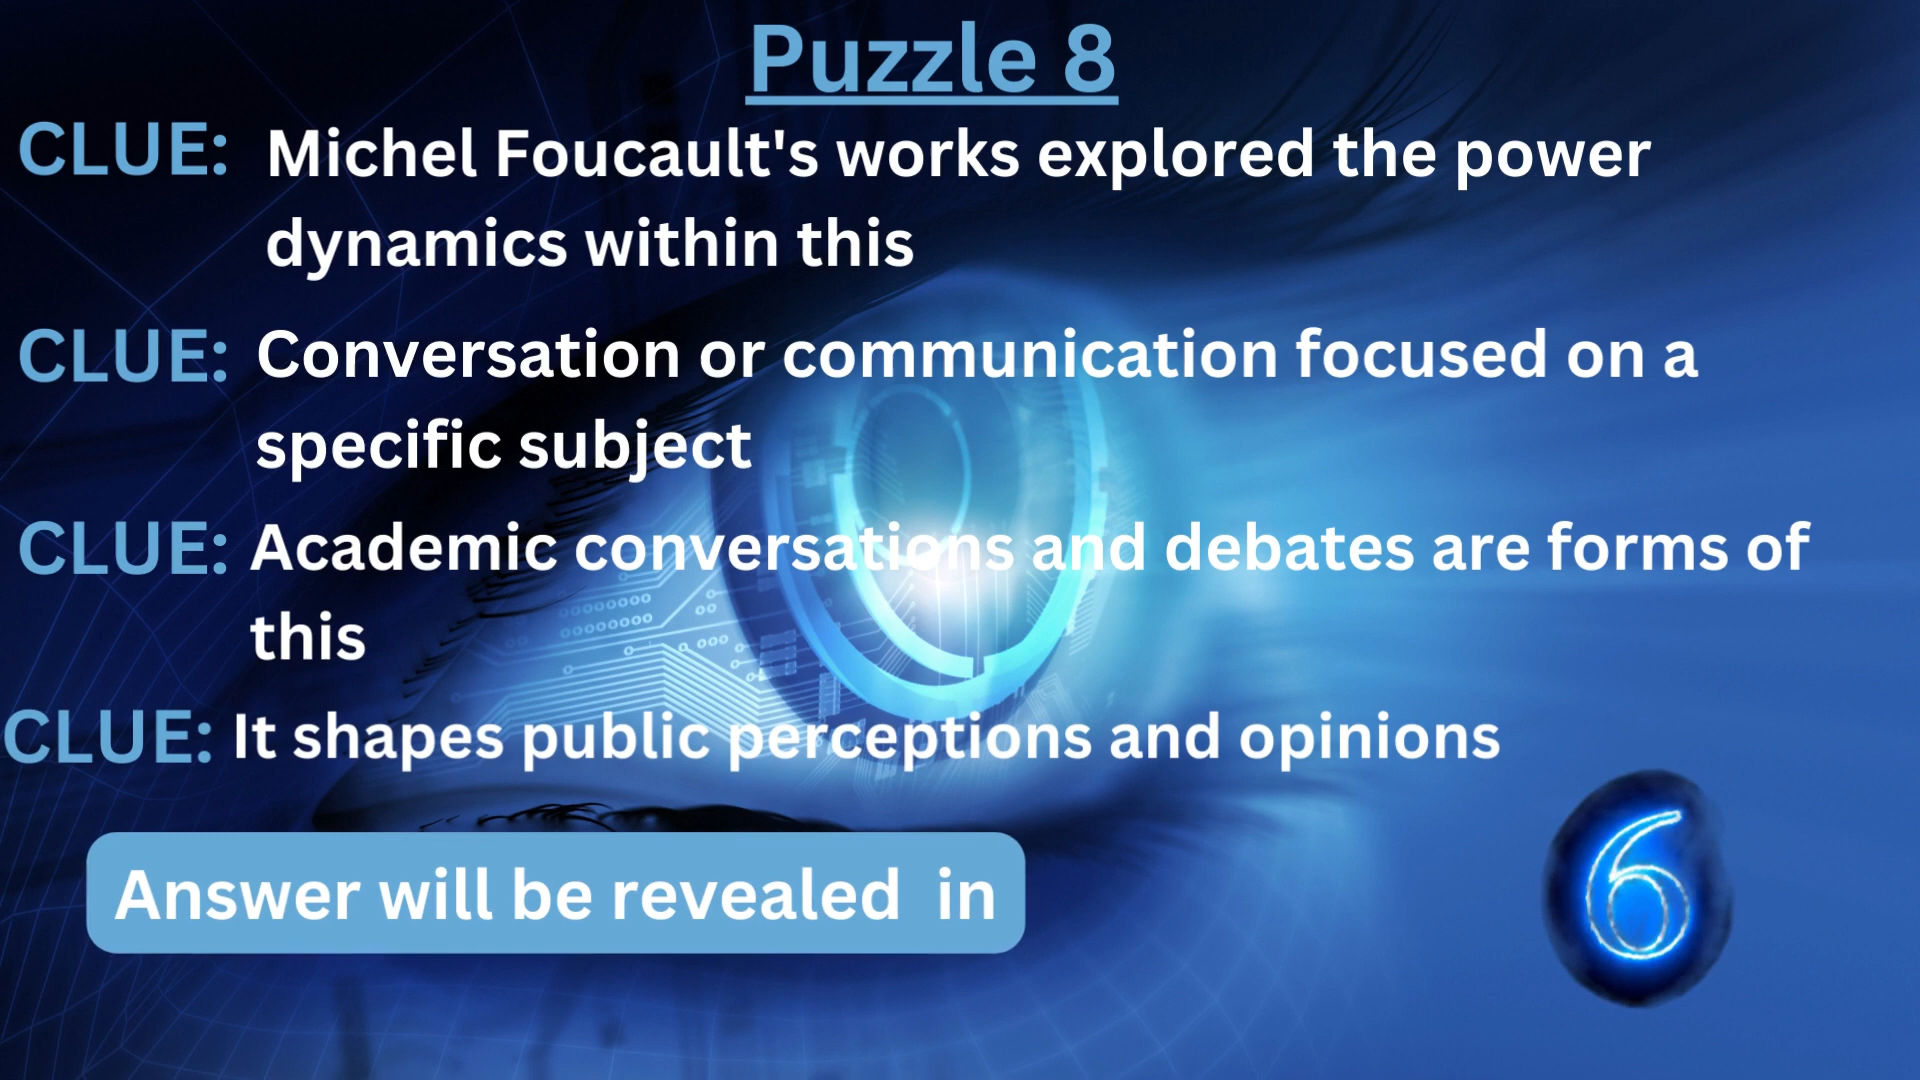 Puzzle 8
CLUE: Michel Foucault's works explored the power
dynamics within this
CLUE: Conversation or communication focused on a
specific subject
CLUE: Academic conversations and debates are forms of
this
CLUE: It shapes public perceptions and opinions
Answer will be revealed in
6